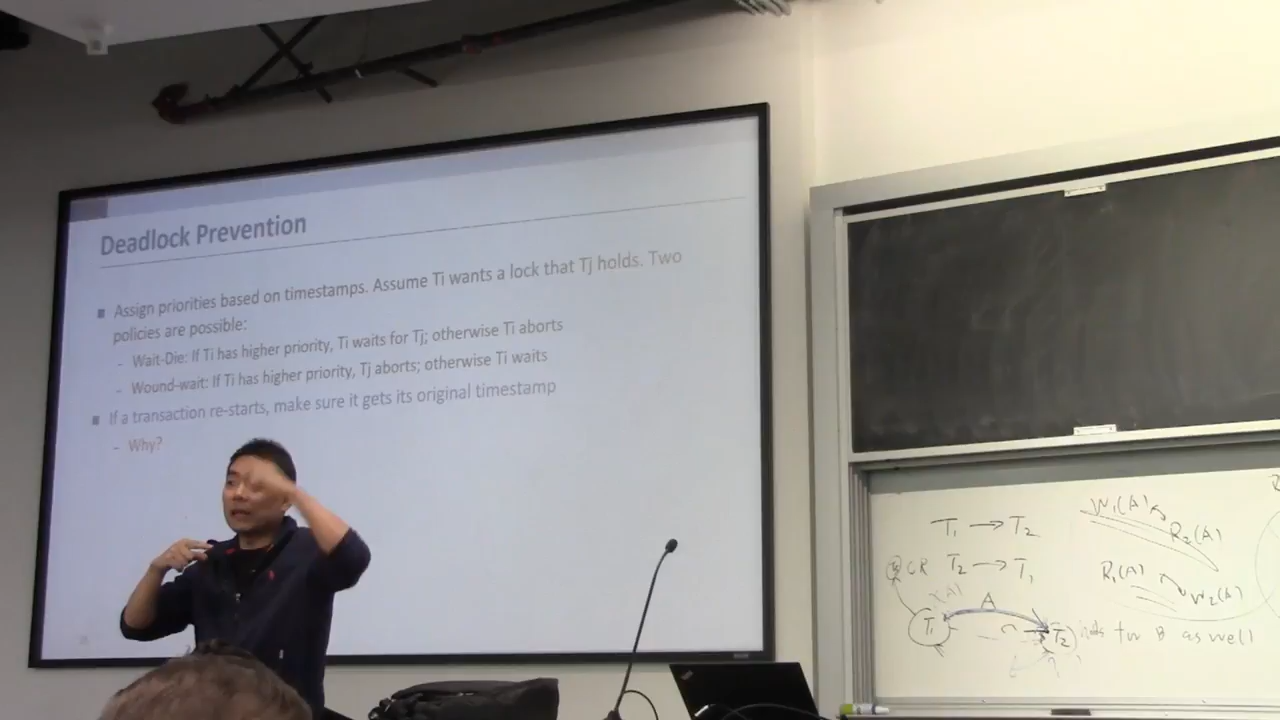 Deadlock Prevention
Assign priorities based on timestamps. Assume Ti wants a lock that Tj holds. Two
policies are possible:
- Wait-Die: If Ti has higher priority, Ti waits for Tj; otherwise Ti aborts
- Wound-wait: If Ti has higher priority, Tj aborts; otherwise Ti waits
If a transaction re-starts, make sure it gets its original timestamp
- Why?
T₁ → T₂
T₂ → T₁
W₁(A)
R₂(A)
R₁(A)
W₂(A)
A
T₁
T₂
for B as well